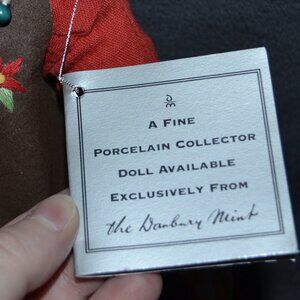 A FINE
PORCELAIN COLLECTOR
DOLL AVAILABLE
EXCLUSIVELY FROM
the Danbury Mint